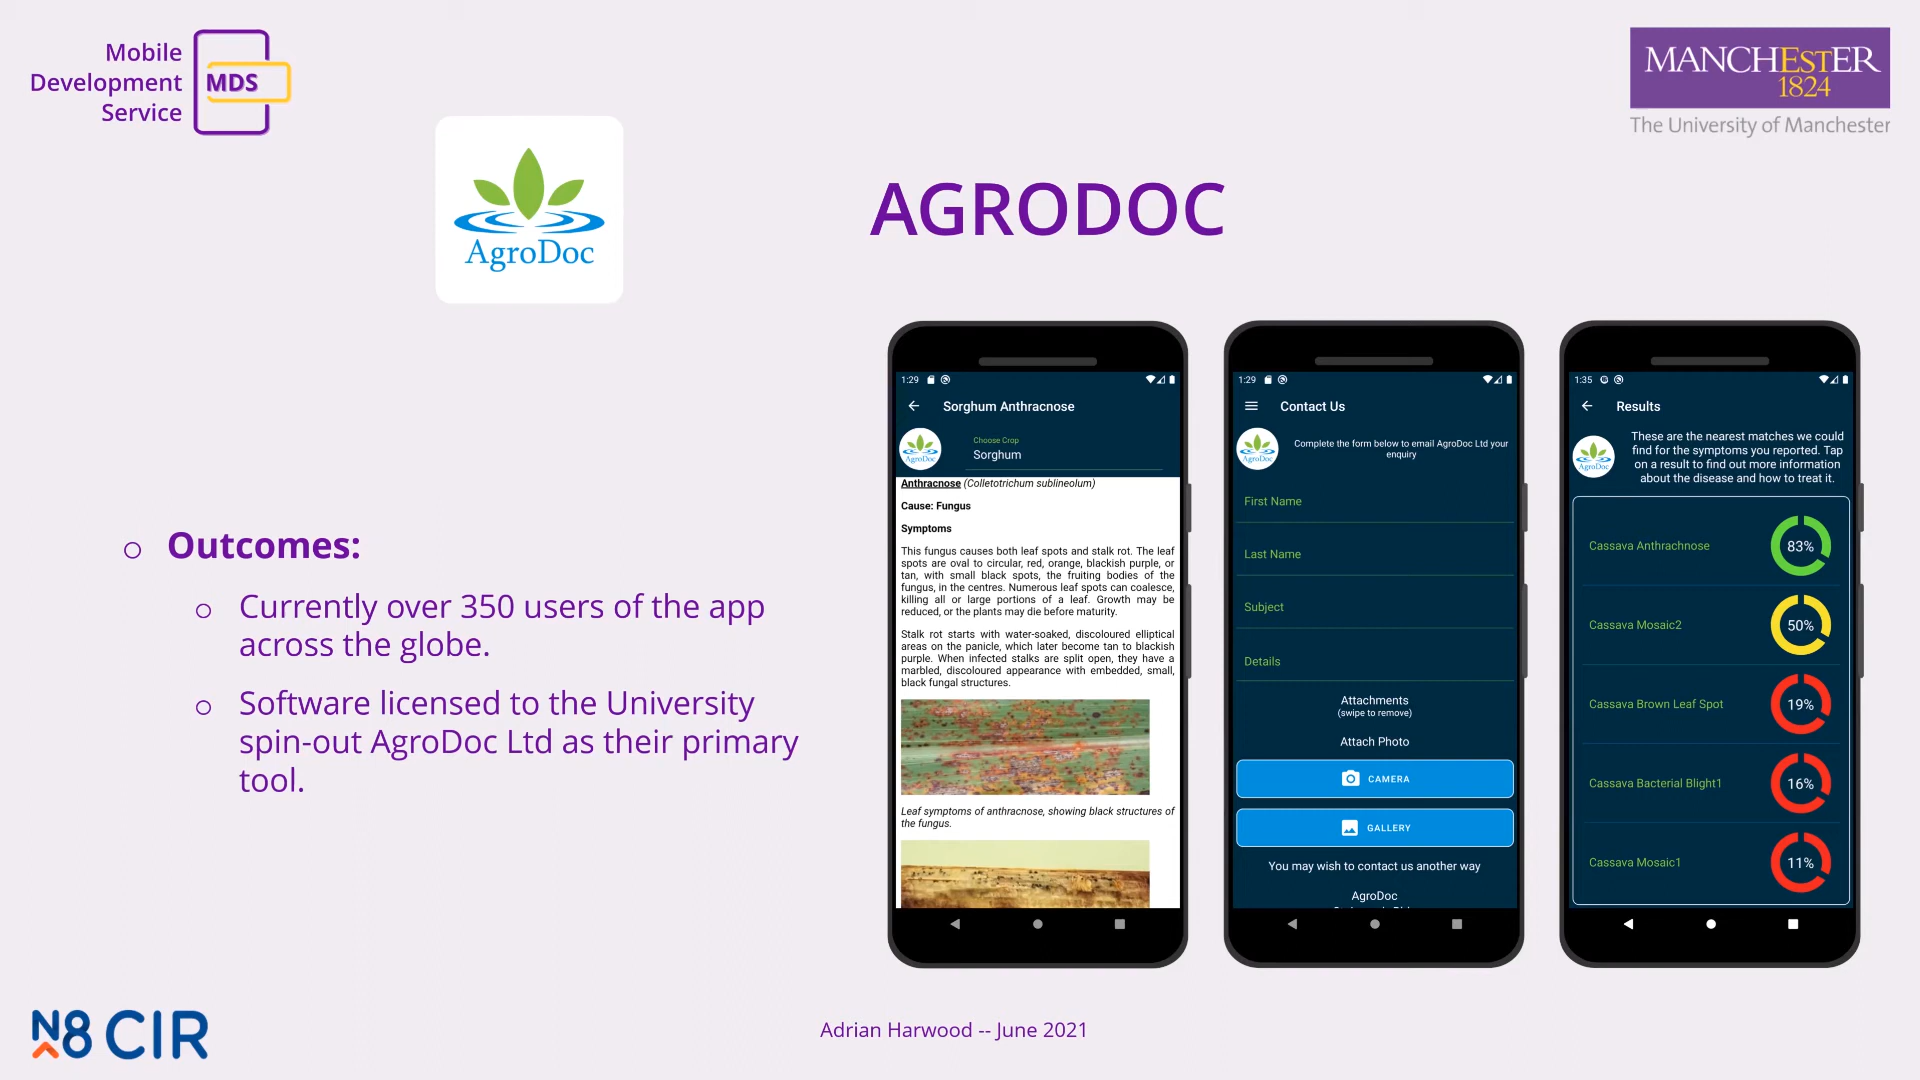 Mobile
Development
Service
MDS
MANCHESTER
1824
The University of Manchester
AgroDoc
AGRODOC
Outcomes:
Currently over 350 users of the app
across the globe.
Software licensed to the University
spin-out AgroDoc Ltd as their primary
tool.
1:29
Sorghum Anthracnose
AgroDoc
Choose Crop
Sorghum
Anthracnose (Colletotrichum sublineolum)
Cause: Fungus
Symptoms
This fungus causes both leaf spots and stalk rot. The leaf
spots are oval to circular, red, orange, blackish purple, or
tan, with small black spots, the fruiting bodies of the
fungus, in the centres. Numerous leaf spots can coalesce,
killing all or large portions of a leaf. Growth may be
reduced, or the plants may die before maturity.
Stalk rot starts with water-soaked, discoloured elliptical
areas on the panicle, which later become tan to blackish
purple. When infected stalks are split open, they have a
marbled, discoloured appearance with embedded, small,
black fungal structures.
Leaf symptoms of anthracnose, showing black structures of
the fungus.
1:29
Contact Us
AgroDoc
Complete the form below to email AgroDoc Ltd your
enquiry
First Name
Last Name
Subject
Details
Attachments
(swipe to remove)
Attach Photo
CAMERA
GALLERY
You may wish to contact us another way
AgroDoc
1:35
Results
AgroDoc
These are the nearest matches we could
find for the symptoms you reported. Tap
on a result to find out more information
about the disease and how to treat it.
Cassava Anthrachnose 83%
Cassava Mosaic2 50%
Cassava Brown Leaf Spot 19%
Cassava Bacterial Blight1 16%
Cassava Mosaic1 11%
N8 CIR
Adrian Harwood -- June 2021